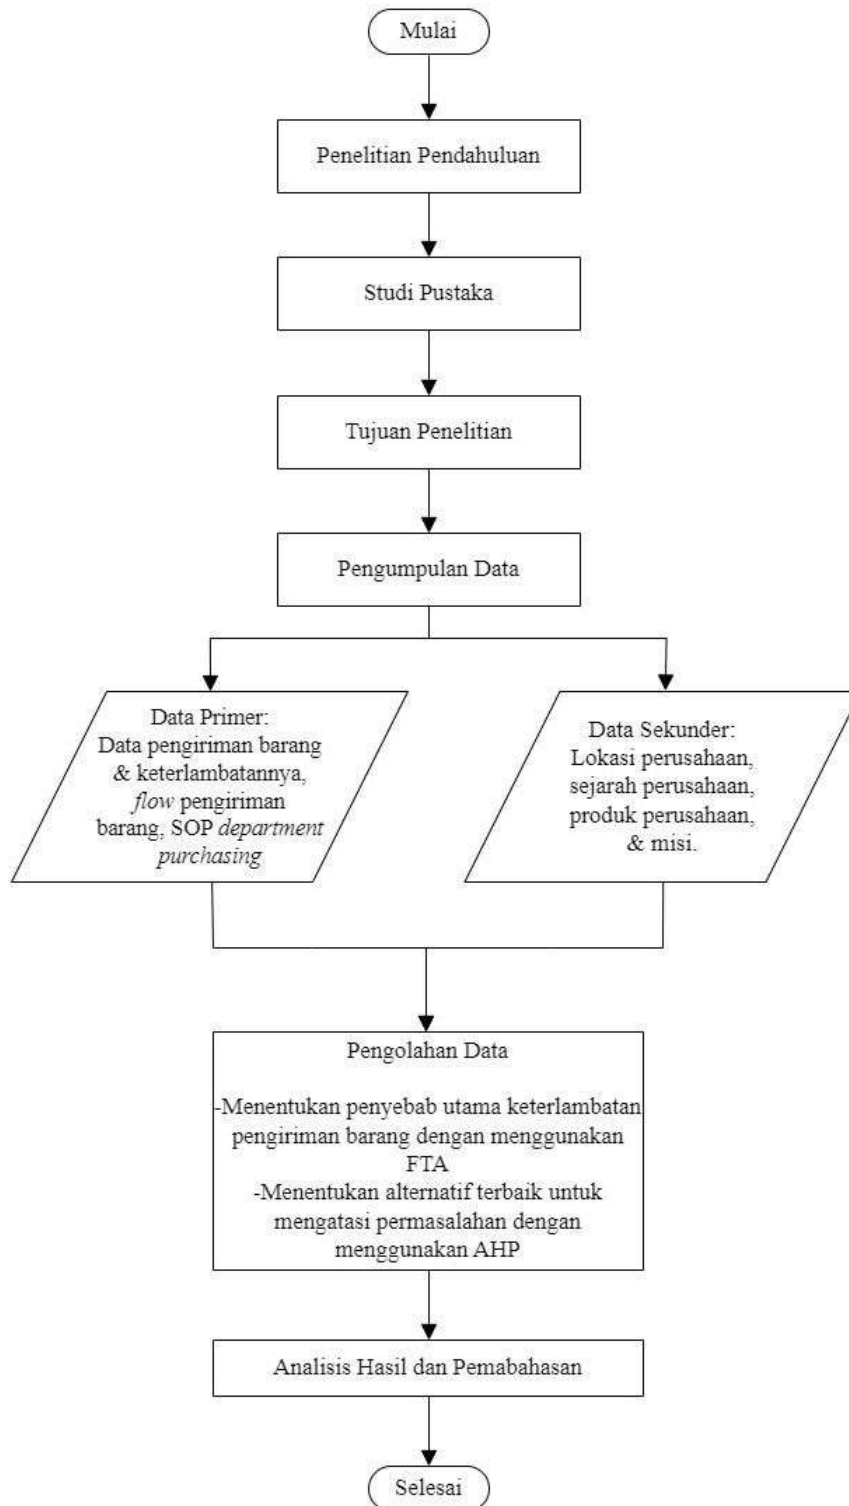 Mulai
Penelitian Pendahuluan
Studi Pustaka
Tujuan Penelitian
Pengumpulan Data
Data Primer:
Data pengiriman barang
& keterlambatannya,
flow pengiriman
barang, SOP department
purchasing
Data Sekunder:
Lokasi perusahaan,
sejarah perusahaan,
produk perusahaan,
& misi.
Pengolahan Data
-Menentukan penyebab utama keterlambatan
pengiriman barang dengan menggunakan
FTA
-Menentukan alternatif terbaik untuk
mengatasi permasalahan dengan
menggunakan AHP
Analisis Hasil dan Pemabahasan
Selesai